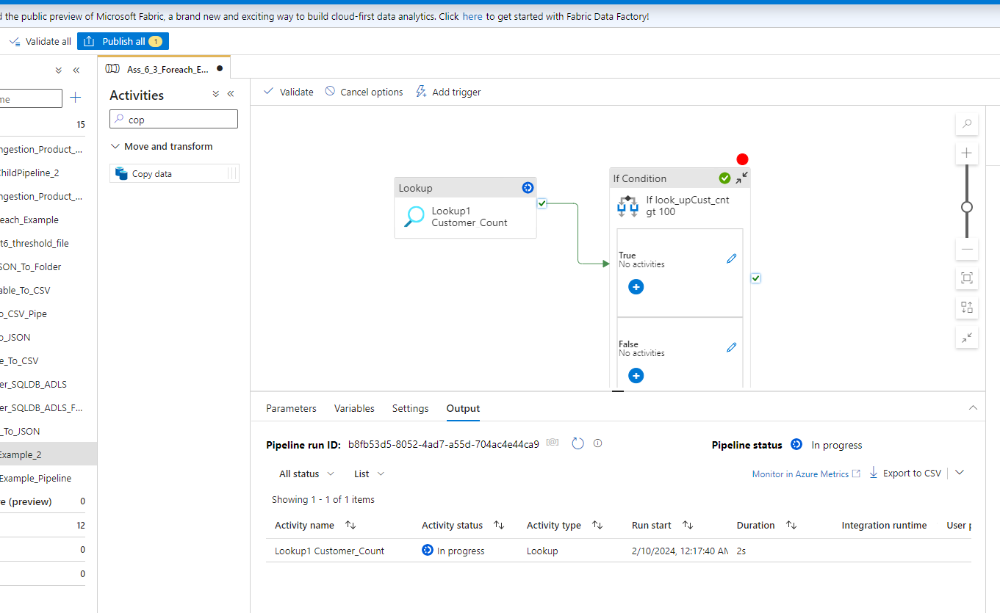 d the public preview of Microsoft Fabric, a brand new and exciting way to build cloud-first data analytics. Click here to get started with Fabric Data Factory!
Validate all
Publish all 1
Ass_6_3_Foreach_E...
me
15
ngestion_Product_...
ChildPipeline_2
ngestion_Product_...
each_Example
t6_threshold_file
SON_To_Folder
able_To_CSV
o_CSV_Pipe
o_JSON
e_To_CSV
er_SQLDB_ADLS
er_SQLDB_ADLS_F...
_To_JSON
Example_2
Example_Pipeline
re (preview) 0
12
0
0
Activities
cop
Move and transform
Copy data
Validate
Cancel options
Add trigger
Lookup
Lookup1
Customer_Count
If Condition
If look_upCust_cnt
gt 100
True
No activities
False
No activities
Parameters
Variables
Settings
Output
Pipeline run ID: b8fb53d5-8052-4ad7-a55d-704ac4e44ca9
Pipeline status In progress
All status
List
Monitor in Azure Metrics
Export to CSV
Showing 1 - 1 of 1 items
Activity name Activity status Activity type Run start Duration Integration runtime User p
Lookup1 Customer_Count In progress Lookup 2/10/2024, 12:17:40 AM 2s